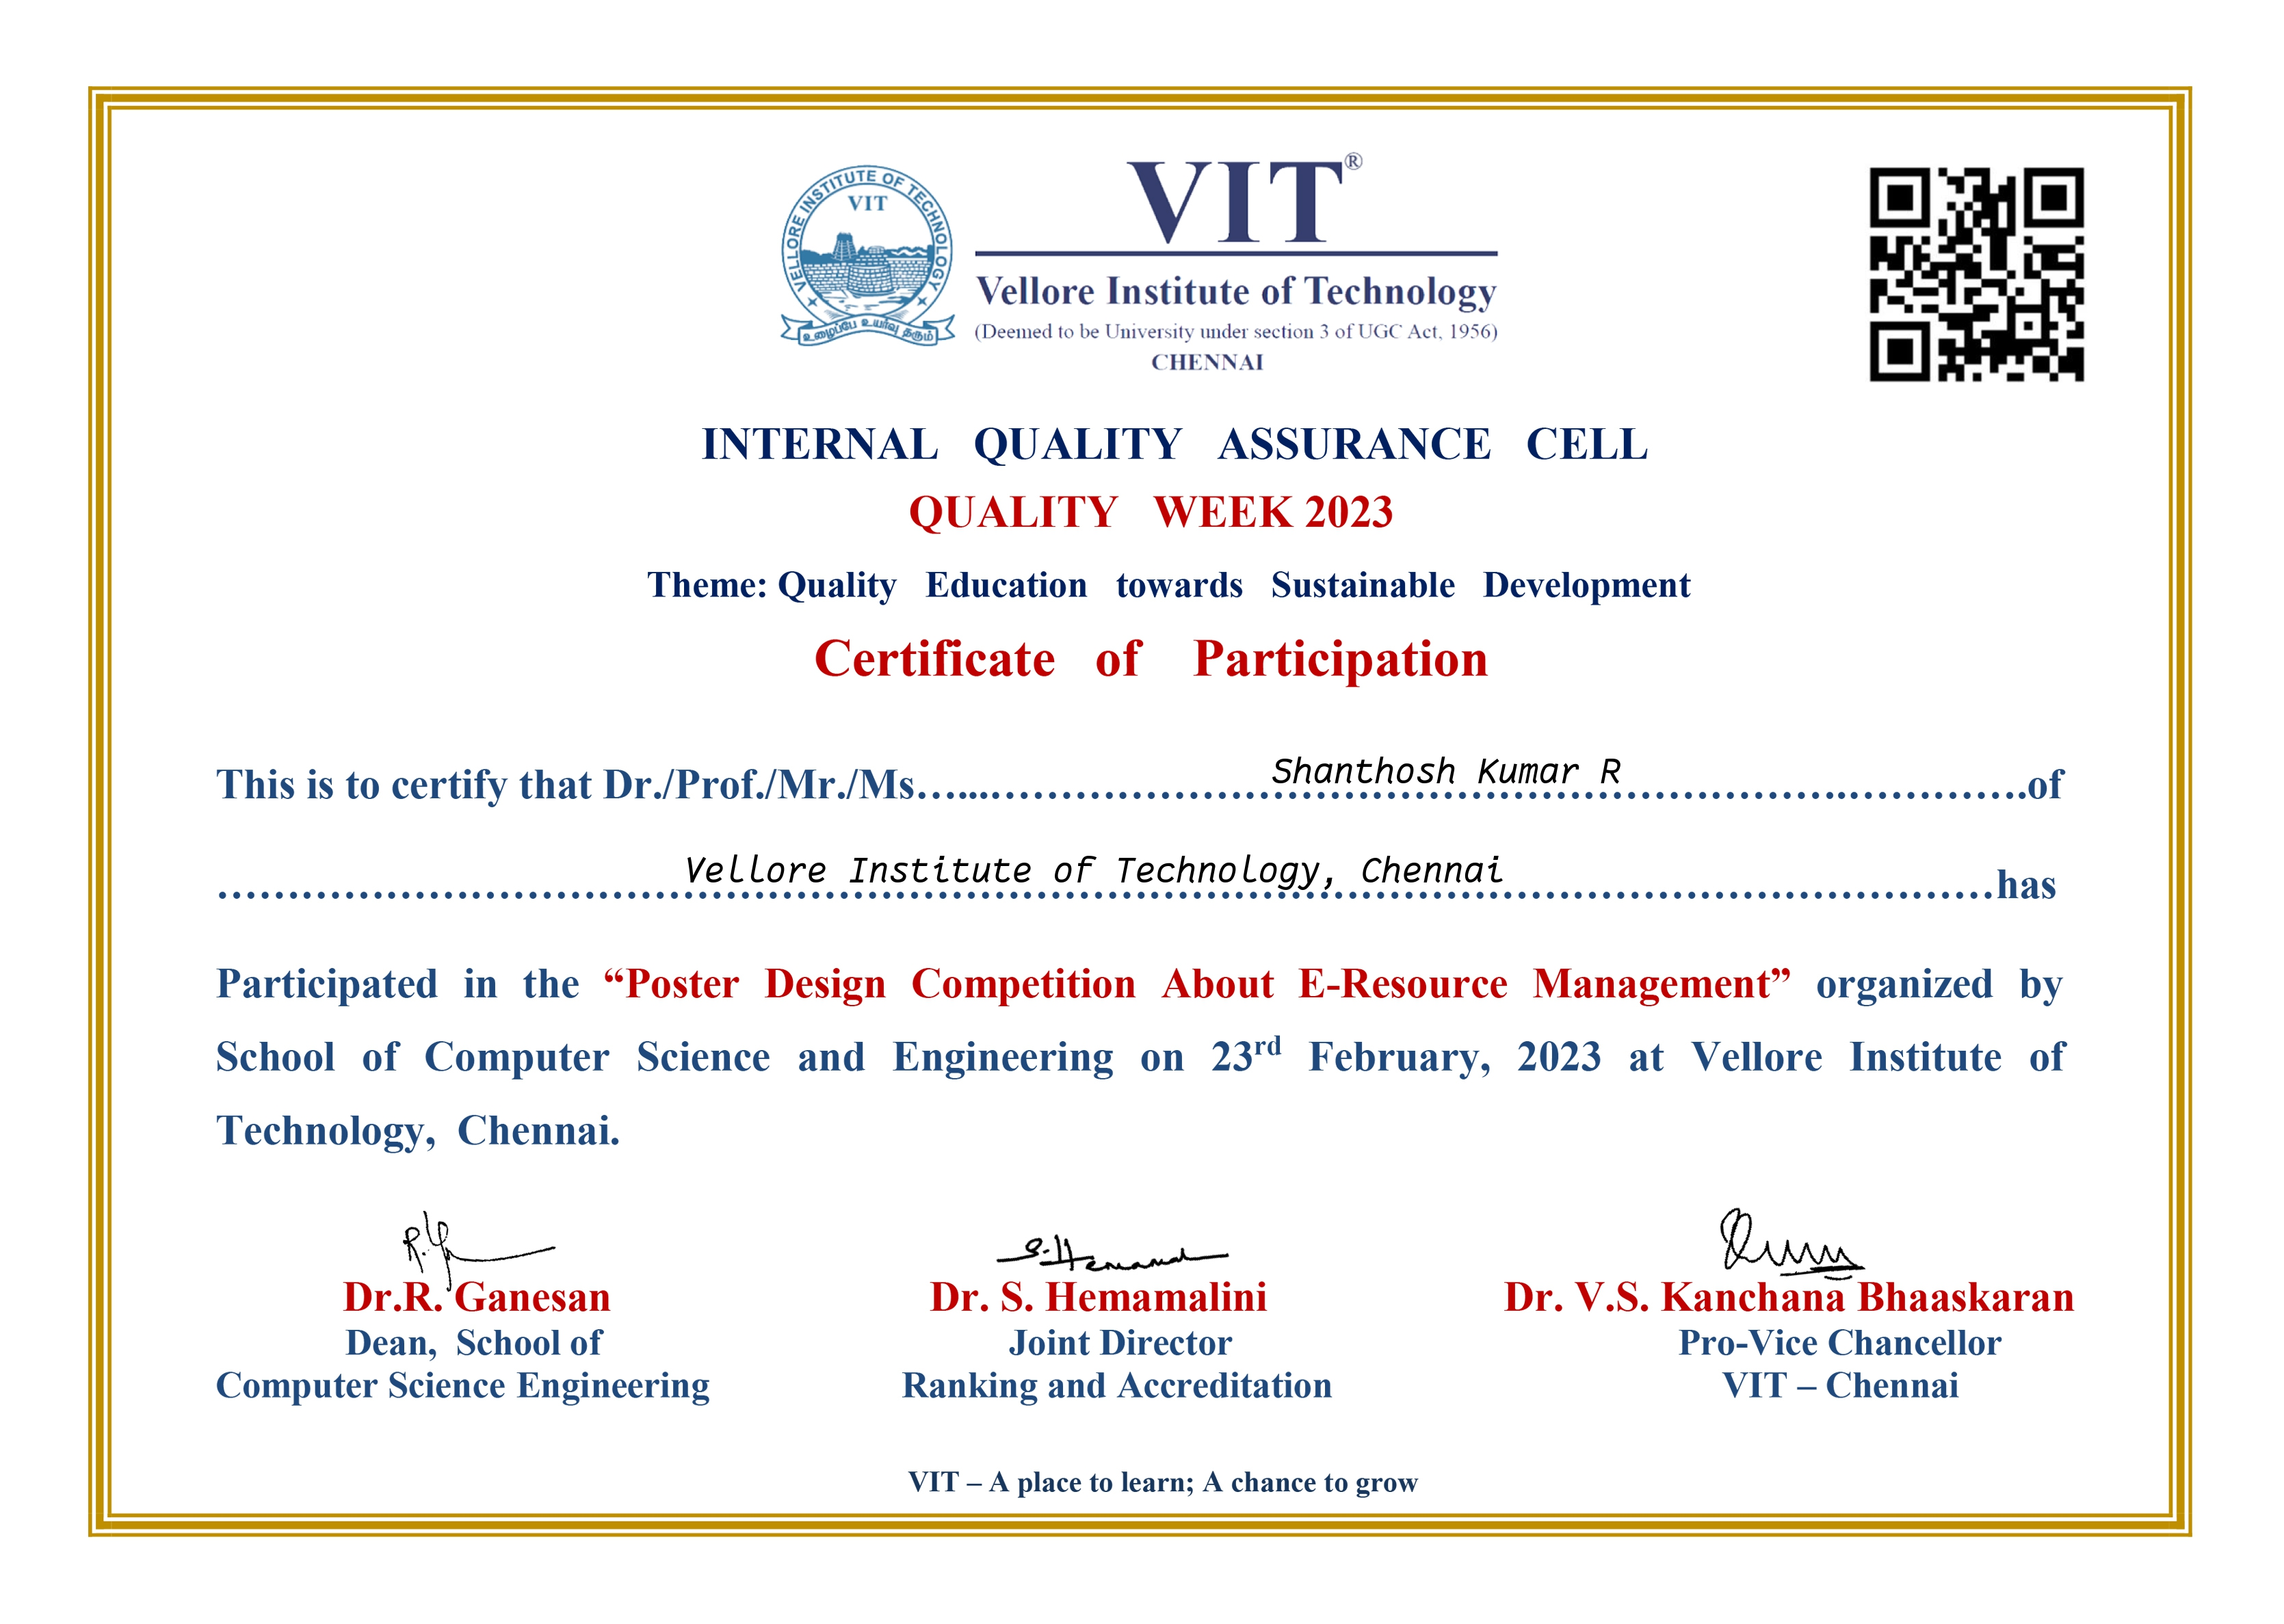 VELLORE INSTITUTE OF TECHNOLOGY
VIT
உழைப்பே உயர்வு தரும்
VIT®
Vellore Institute of Technology
(Deemed to be University under section 3 of UGC Act, 1956)
CHENNAI
INTERNAL QUALITY ASSURANCE CELL
QUALITY WEEK 2023
Theme: Quality Education towards Sustainable Development
Certificate of Participation
This is to certify that Dr./Prof./Mr./Ms.....Shanthosh Kumar R.....of
.....Vellore Institute of Technology, Chennai.....has
Participated in the “Poster Design Competition About E-Resource Management” organized by
School of Computer Science and Engineering on 23rd February, 2023 at Vellore Institute of
Technology, Chennai.
Dr.R. Ganesan Dr. S. Hemamalini Dr. V.S. Kanchana Bhaaskaran
Dean, School of Joint Director Pro-Vice Chancellor
Computer Science Engineering Ranking and Accreditation VIT – Chennai
VIT – A place to learn; A chance to grow